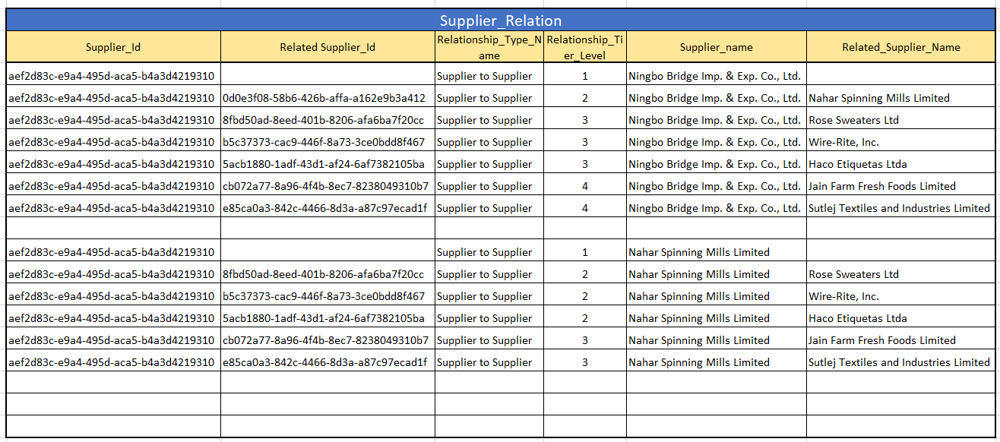 Supplier_Relation
Supplier_Id Related Supplier_Id Relationship_Type_Name Relationship_Tier_Level Supplier_name Related_Supplier_Name
aef2d83c-e9a4-495d-aca5-b4a3d4219310 Supplier to Supplier 1 Ningbo Bridge Imp. & Exp. Co., Ltd.
aef2d83c-e9a4-495d-aca5-b4a3d4219310 0d0e3f08-58b6-426b-affa-a162e9b3a412 Supplier to Supplier 2 Ningbo Bridge Imp. & Exp. Co., Ltd. Nahar Spinning Mills Limited
aef2d83c-e9a4-495d-aca5-b4a3d4219310 8fbd50ad-8eed-401b-8206-afa6ba7f20cc Supplier to Supplier 3 Ningbo Bridge Imp. & Exp. Co., Ltd. Rose Sweaters Ltd
aef2d83c-e9a4-495d-aca5-b4a3d4219310 b5c37373-cac9-446f-8a73-3ce0bdd8f467 Supplier to Supplier 3 Ningbo Bridge Imp. & Exp. Co., Ltd. Wire-Rite, Inc.
aef2d83c-e9a4-495d-aca5-b4a3d4219310 5acb1880-1adf-43d1-af24-6af7382105ba Supplier to Supplier 3 Ningbo Bridge Imp. & Exp. Co., Ltd. Haco Etiquetas Ltda
aef2d83c-e9a4-495d-aca5-b4a3d4219310 cb072a77-8a96-4f4b-8ec7-8238049310b7 Supplier to Supplier 4 Ningbo Bridge Imp. & Exp. Co., Ltd. Jain Farm Fresh Foods Limited
aef2d83c-e9a4-495d-aca5-b4a3d4219310 e85ca0a3-842c-4466-8d3a-a87c97ecad1f Supplier to Supplier 4 Ningbo Bridge Imp. & Exp. Co., Ltd. Sutlej Textiles and Industries Limited
aef2d83c-e9a4-495d-aca5-b4a3d4219310 Supplier to Supplier 1 Nahar Spinning Mills Limited
aef2d83c-e9a4-495d-aca5-b4a3d4219310 8fbd50ad-8eed-401b-8206-afa6ba7f20cc Supplier to Supplier 2 Nahar Spinning Mills Limited Rose Sweaters Ltd
aef2d83c-e9a4-495d-aca5-b4a3d4219310 b5c37373-cac9-446f-8a73-3ce0bdd8f467 Supplier to Supplier 2 Nahar Spinning Mills Limited Wire-Rite, Inc.
aef2d83c-e9a4-495d-aca5-b4a3d4219310 5acb1880-1adf-43d1-af24-6af7382105ba Supplier to Supplier 2 Nahar Spinning Mills Limited Haco Etiquetas Ltda
aef2d83c-e9a4-495d-aca5-b4a3d4219310 cb072a77-8a96-4f4b-8ec7-8238049310b7 Supplier to Supplier 3 Nahar Spinning Mills Limited Jain Farm Fresh Foods Limited
aef2d83c-e9a4-495d-aca5-b4a3d4219310 e85ca0a3-842c-4466-8d3a-a87c97ecad1f Supplier to Supplier 3 Nahar Spinning Mills Limited Sutlej Textiles and Industries Limited